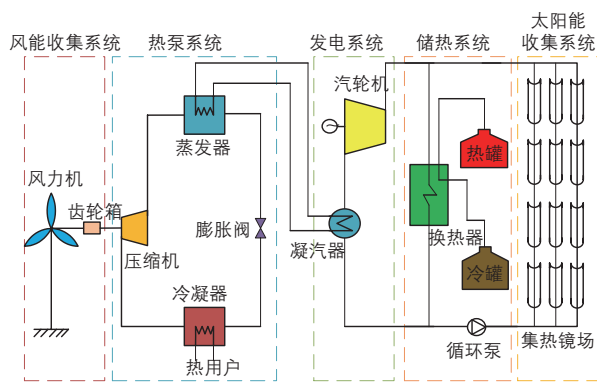 风能收集系统
热泵系统
发电系统
储热系统
太阳能
收集系统
汽轮机
蒸发器
热罐
风力机
齿轮箱
压缩机
膨胀阀
凝汽器
换热器
冷罐
冷凝器
热用户
循环泵
集热镜场